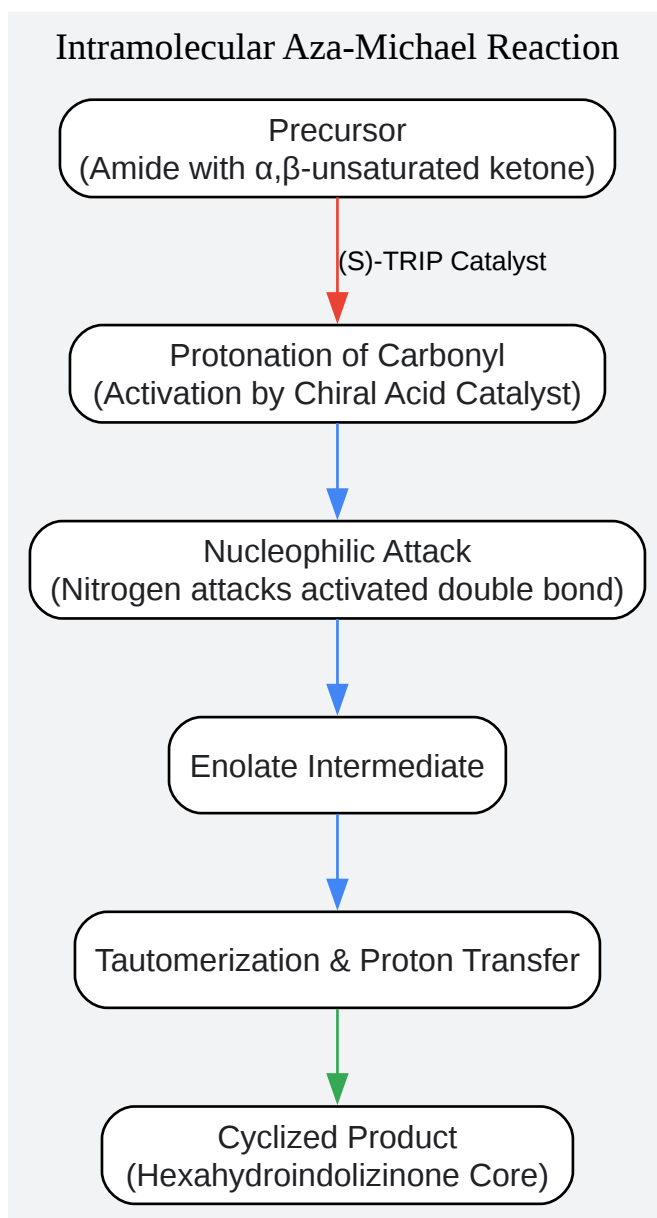 Intramolecular Aza-Michael Reaction
Precursor
(Amide with α,β-unsaturated ketone)
(S)-TRIP Catalyst
Protonation of Carbonyl
(Activation by Chiral Acid Catalyst)
Nucleophilic Attack
(Nitrogen attacks activated double bond)
Enolate Intermediate
Tautomerization & Proton Transfer
Cyclized Product
(Hexahydroindolizinone Core)